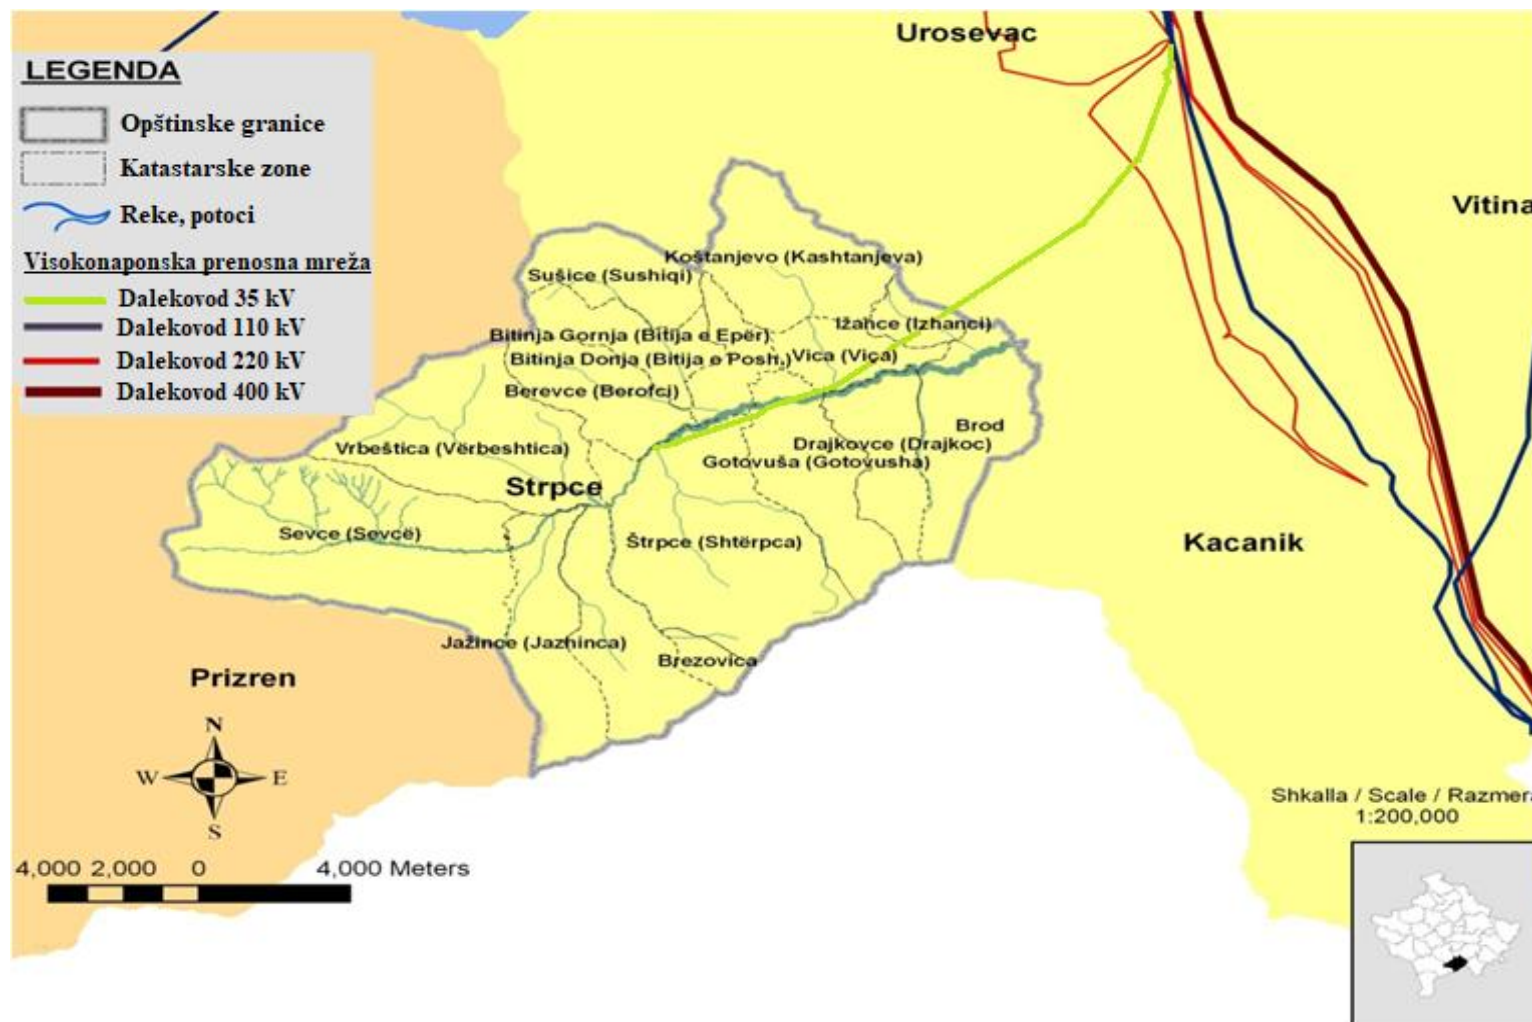 Urosevac
LEGENDA
Opštinske granice
Katastarske zone
Reke, potoci
Visokonaponska prenosna mreža
Dalekovod 35 kV
Dalekovod 110 kV
Dalekovod 220 kV
Dalekovod 400 kV
Vitina
Koštanjevo (Kashtanjeva)
Sušice (Sushiqi)
Ižance (Izhanci)
Bitinja Gornja (Bitija e Epër)
Bitinja Donja (Bitija e Posh.)
Vica (Viça)
Berevce (Berofcj)
Brod
Drajkovce (Drajkoc)
Vrbeštica (Vërbeshtica)
Gotovuša (Gotovusha)
Strpce
Sevce (Sevcë)
Štrpce (Shtërpca)
Kacanik
Jažince (Jazhinca)
Brezovica
Prizren
N
W
E
S
Shkalla / Scale / Razmera
1:200,000
4,000 2,000 0 4,000 Meters